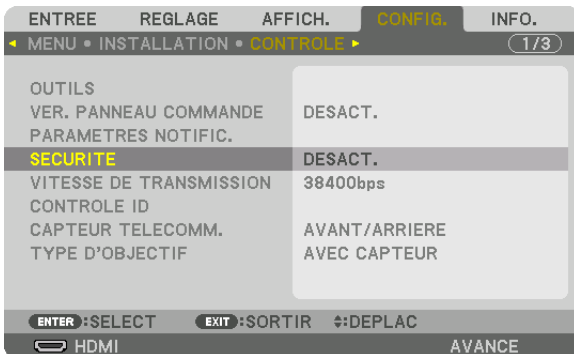 ENTREE REGLAGE AFFICH. CONFIG. INFO.
MENU • INSTALLATION • CONTROLE 1/3
OUTILS
VER. PANNEAU COMMANDE DESACT.
PARAMETRES NOTIFIC.
SECURITE DESACT.
VITESSE DE TRANSMISSION 38400bps
CONTROLE ID
CAPTEUR TELECOMM. AVANT/ARRIERE
TYPE D'OBJECTIF AVEC CAPTEUR
ENTER :SELECT EXIT :SORTIR :DEPLAC
HDMI AVANCE